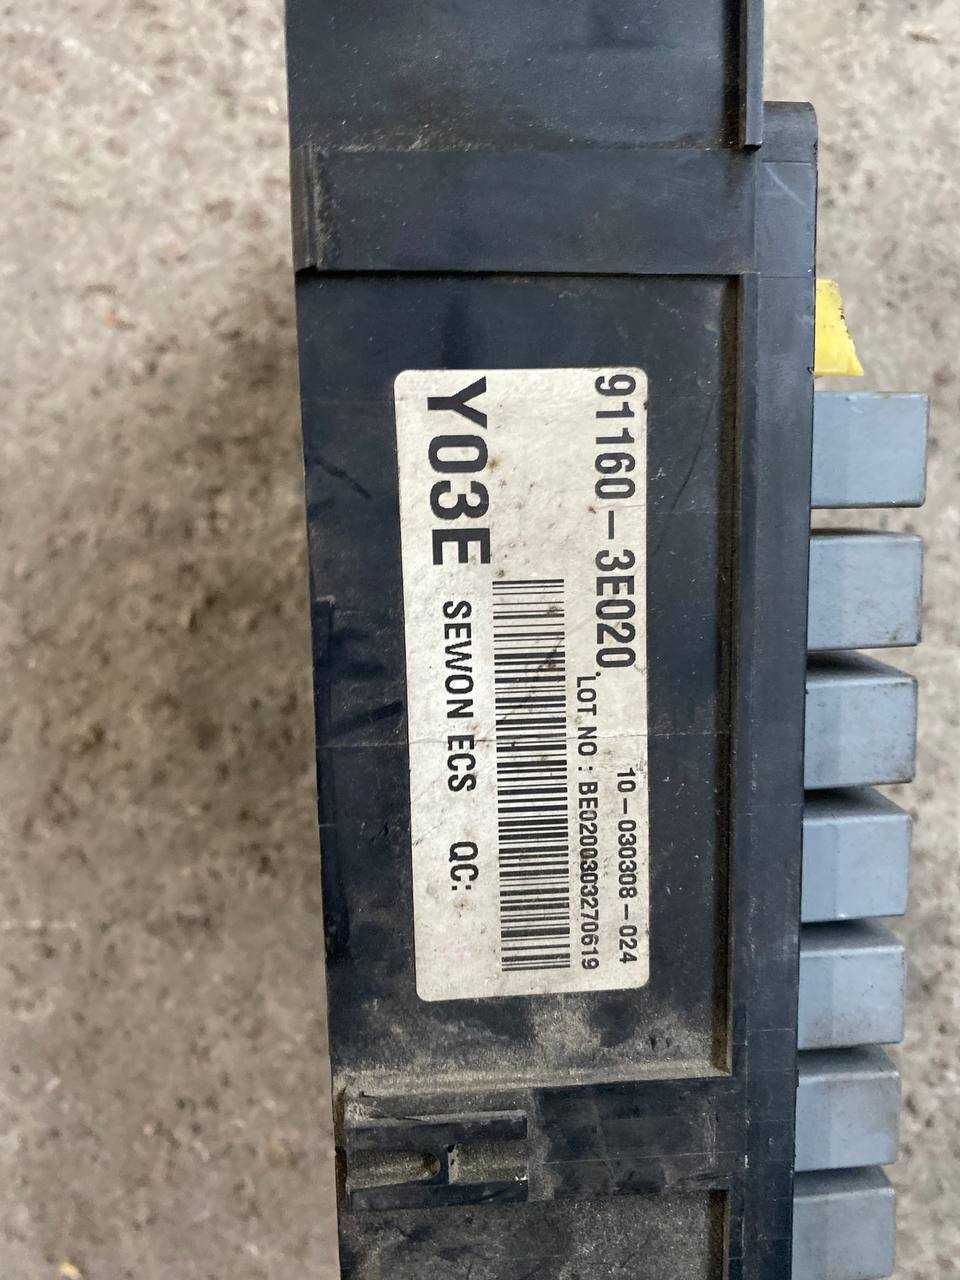 91160-3E020.
10-030308-024
LOT NO: BE0200303270619
Y03E SEWON ECS QC: